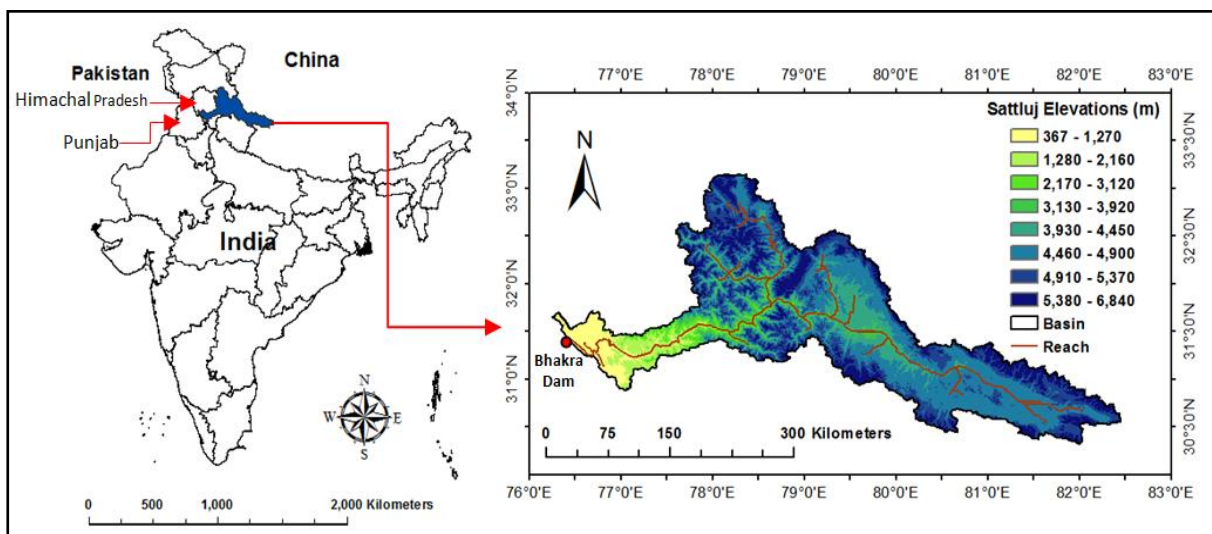 China
Pakistan
Himachal Pradesh
Punjab
India
N
W E
S
0 500 1,000 2,000 Kilometers
76°0'E 77°0'E 78°0'E 79°0'E 80°0'E 81°0'E 82°0'E 83°0'E
34°0'N
33°0'N
32°0'N
31°0'N
N
Sattluj Elevations (m)
367 - 1,270
1,280 - 2,160
2,170 - 3,120
3,130 - 3,920
3,930 - 4,450
4,460 - 4,900
4,910 - 5,370
5,380 - 6,840
Basin
Reach
Bhakra
Dam
0 75 150 300 Kilometers
33°30'N
32°30'N
31°30'N
30°30'N
76°0'E 77°0'E 78°0'E 79°0'E 80°0'E 81°0'E 82°0'E 83°0'E